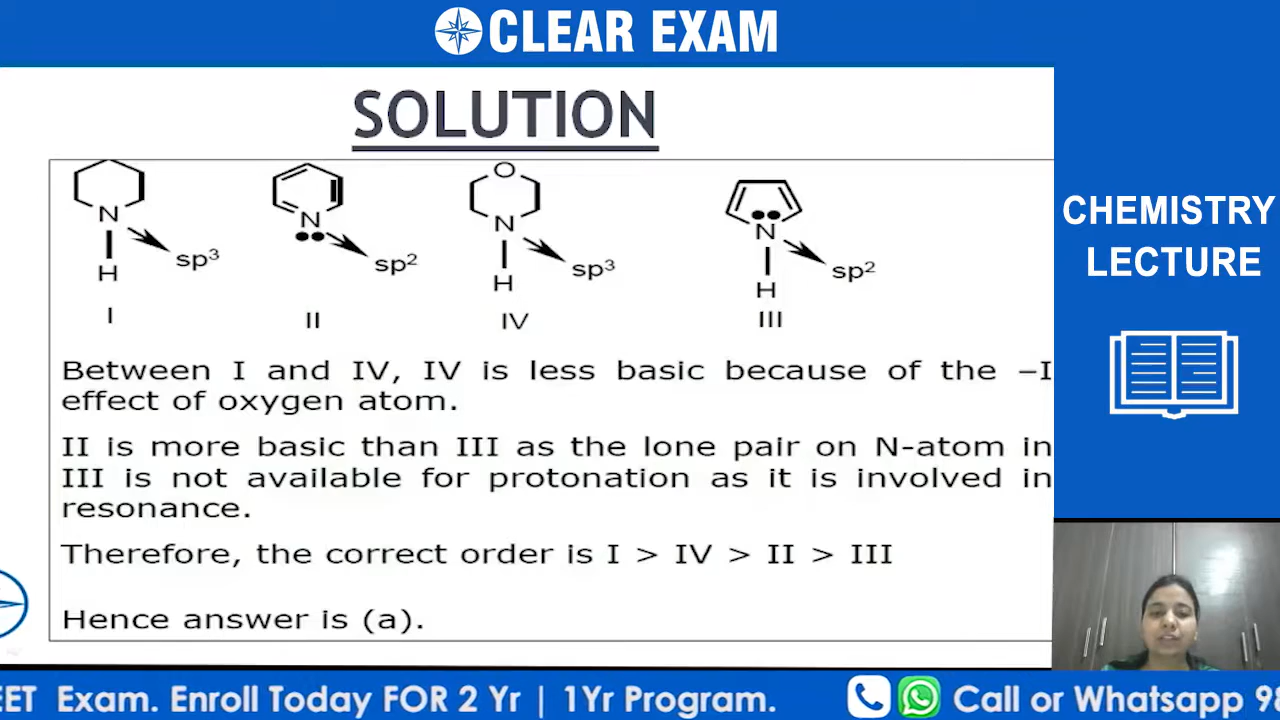 CLEAR EXAM
SOLUTION
N
H
sp³
I
N
sp²
II
O
N
H
sp³
IV
N
H
sp²
III
Between I and IV, IV is less basic because of the –I
effect of oxygen atom.
II is more basic than III as the lone pair on N-atom in
III is not available for protonation as it is involved in
resonance.
Therefore, the correct order is I > IV > II > III
Hence answer is (a).
CHEMISTRY
LECTURE
EET Exam. Enroll Today FOR 2 Yr | 1Yr Program.
Call or Whatsapp 98